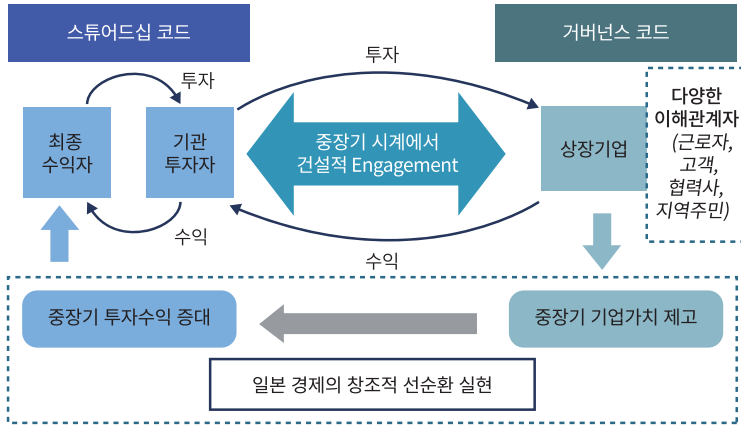 스튜어드십 코드
거버넌스 코드
투자
투자
최종
수익자
기관
투자자
중장기 시계에서
건설적 Engagement
상장기업
다양한
이해관계자
(근로자,
고객,
협력사,
지역주민)
수익
수익
중장기 투자수익 증대
중장기 기업가치 제고
일본 경제의 창조적 선순환 실현